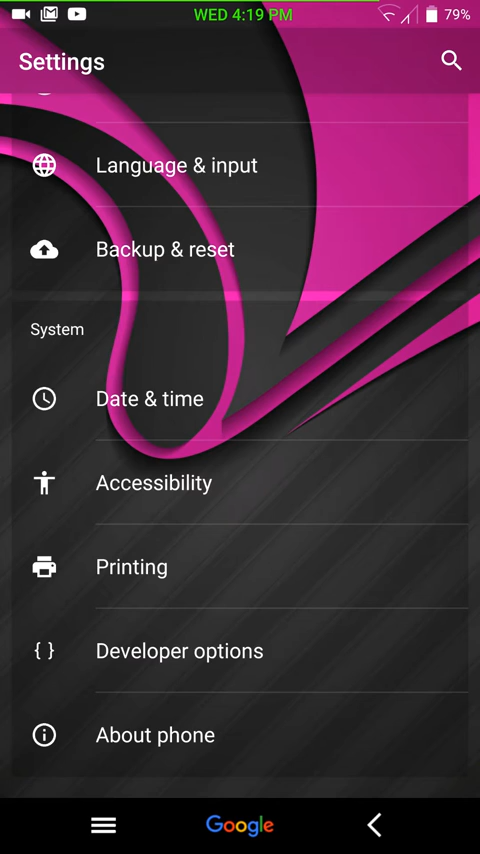 WED 4:19 PM
79%
Settings
Language & input
Backup & reset
System
Date & time
Accessibility
Printing
{ }
Developer options
About phone
Google